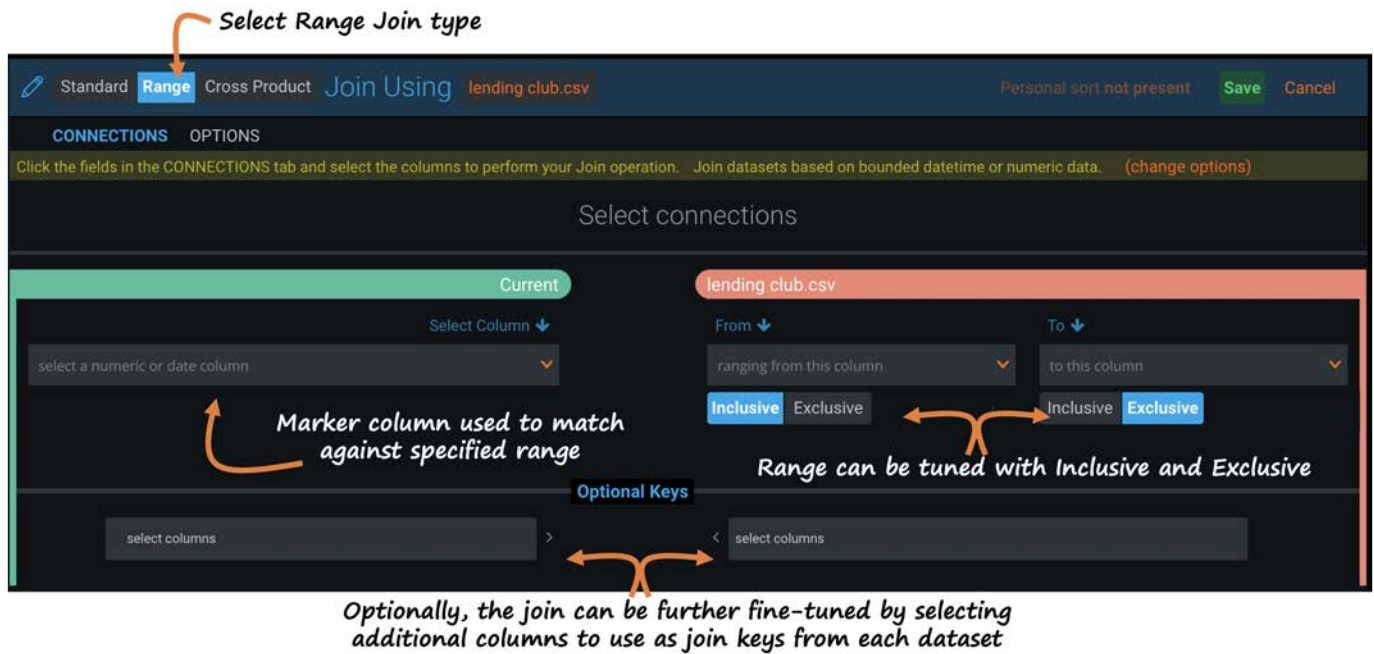 Select Range Join type
Standard Range Cross Product Join Using lending club.csv Personal sort not present Save Cancel
CONNECTIONS OPTIONS
Click the fields in the CONNECTIONS tab and select the columns to perform your Join operation. Join datasets based on bounded datetime or numeric data. (change options)
Select connections
Current lending club.csv
Select Column From To
select a numeric or date column ranging from this column to this column
Inclusive Exclusive Inclusive Exclusive
Marker column used to match
against specified range
Range can be tuned with Inclusive and Exclusive
Optional Keys
select columns > < select columns
Optionally, the join can be further fine-tuned by selecting
additional columns to use as join keys from each dataset